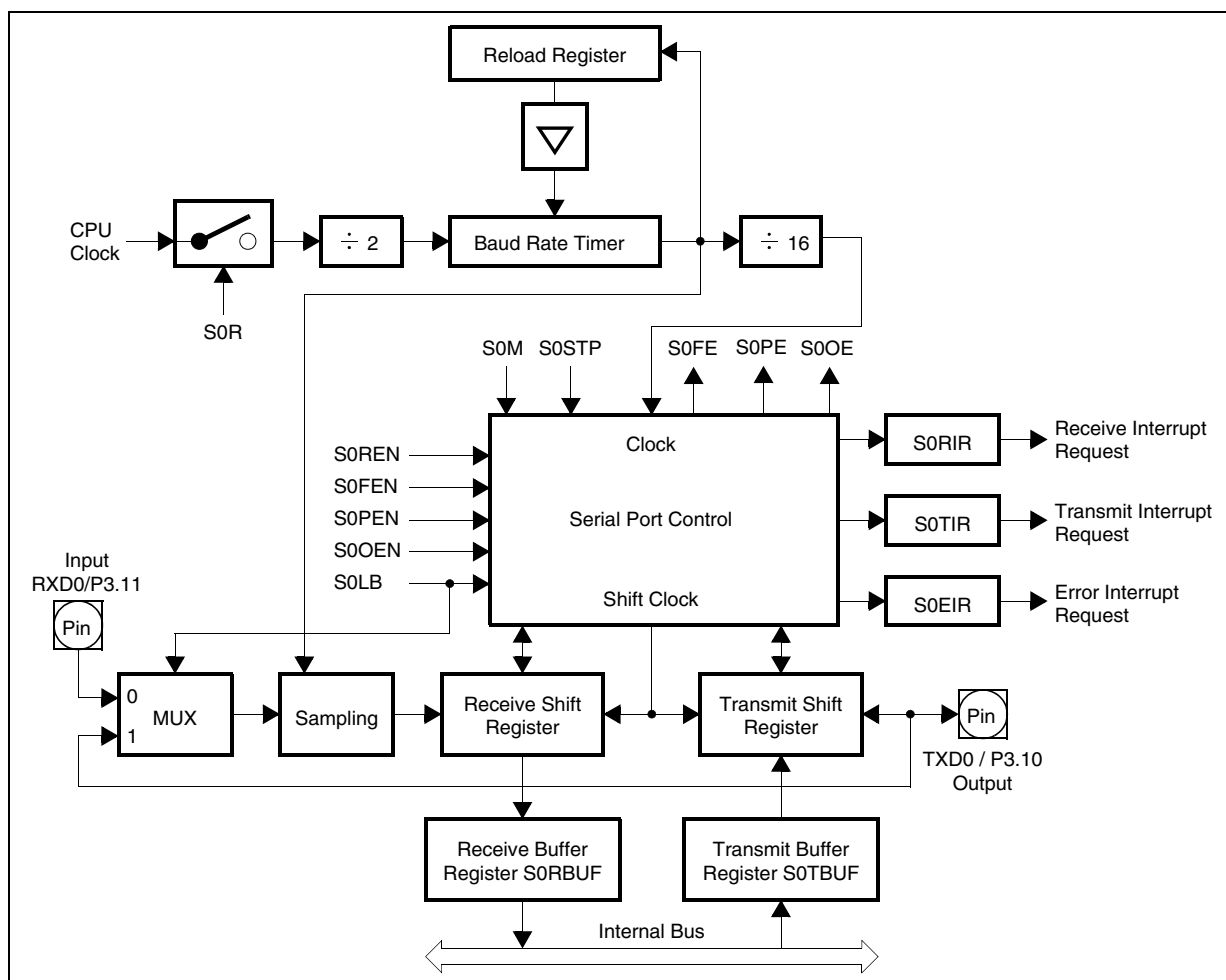 Reload Register
CPU
Clock
÷ 2
Baud Rate Timer
÷ 16
S0R
S0M
S0STP
S0FE
S0PE
S0OE
Clock
S0REN
S0FEN
S0PEN
S0OEN
S0LB
Serial Port Control
Shift Clock
S0RIR
Receive Interrupt
Request
S0TIR
Transmit Interrupt
Request
S0EIR
Error Interrupt
Request
Input
RXD0/P3.11
Pin
0
MUX
1
Sampling
Receive Shift
Register
Transmit Shift
Register
Pin
TXD0 / P3.10
Output
Receive Buffer
Register S0RBUF
Transmit Buffer
Register S0TBUF
Internal Bus